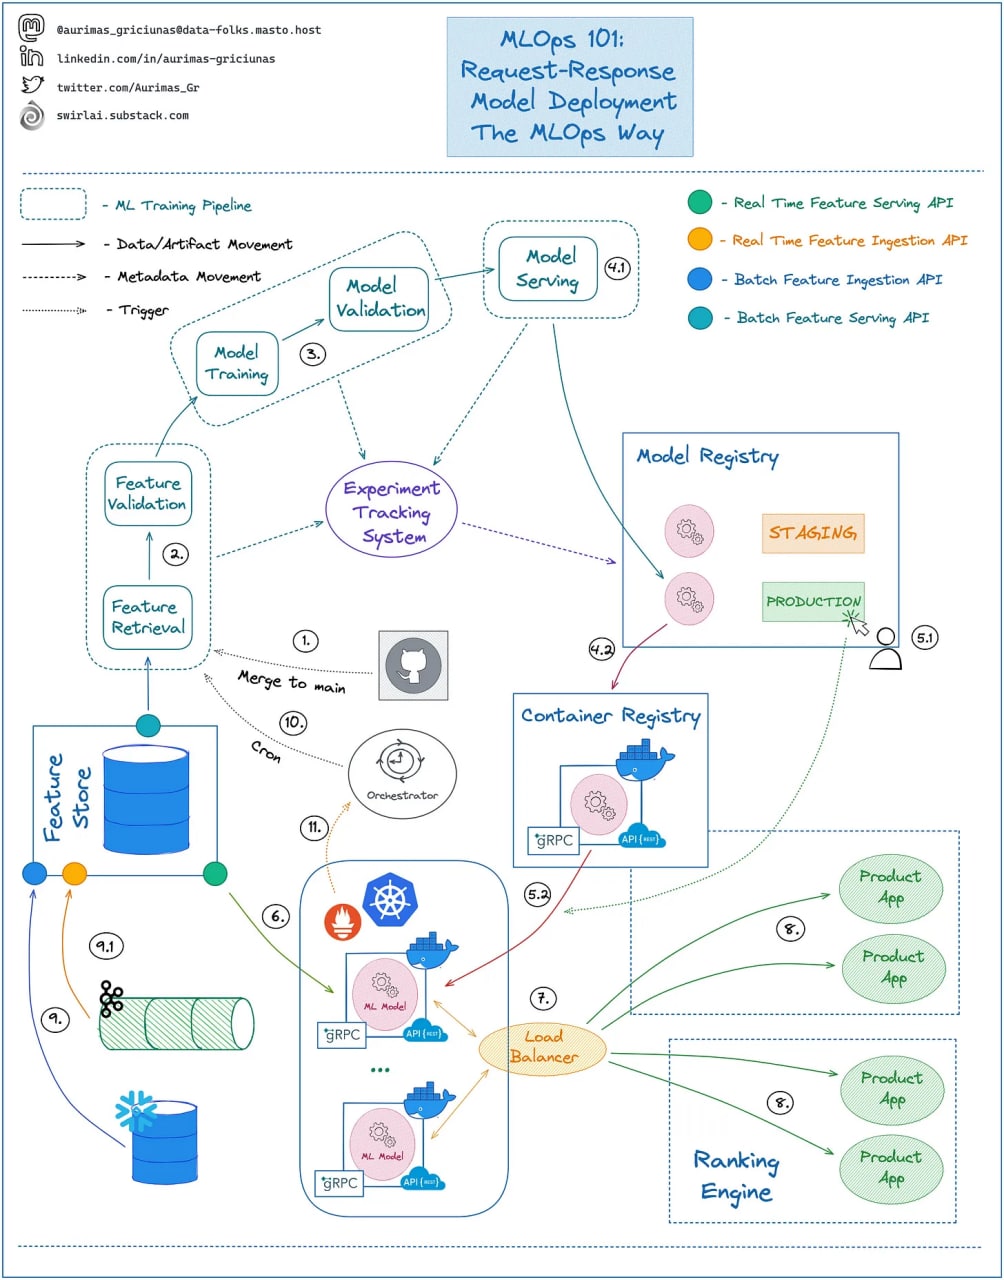 @aurimas_griciunas@data-folks.masto.host
linkedin.com/in/aurimas-griciunas
twitter.com/Aurimas_Gr
swirlai.substack.com
MLOps 101:
Request-Response
Model Deployment
The MLOps Way
- ML Training Pipeline
- Data/Artifact Movement
- Metadata Movement
- Trigger
- Real Time Feature Serving API
- Real Time Feature Ingestion API
- Batch Feature Ingestion API
- Batch Feature Serving API
Model
Serving
4.1
Model
Validation
Model
Training
3.
Feature
Validation
2.
Feature
Retrieval
Experiment
Tracking
System
Model Registry
STAGING
PRODUCTION
5.1
4.2
1.
Merge to main
10.
Cron
Orchestrator
11.
Container Registry
gRPC
API {REST}
5.2
Feature
Store
6.
9.1
9.
ML Model
gRPC
API {REST}
...
ML Model
gRPC
API {REST}
7.
Load
Balancer
8.
Product
App
Product
App
8.
Product
App
Product
App
Ranking
Engine